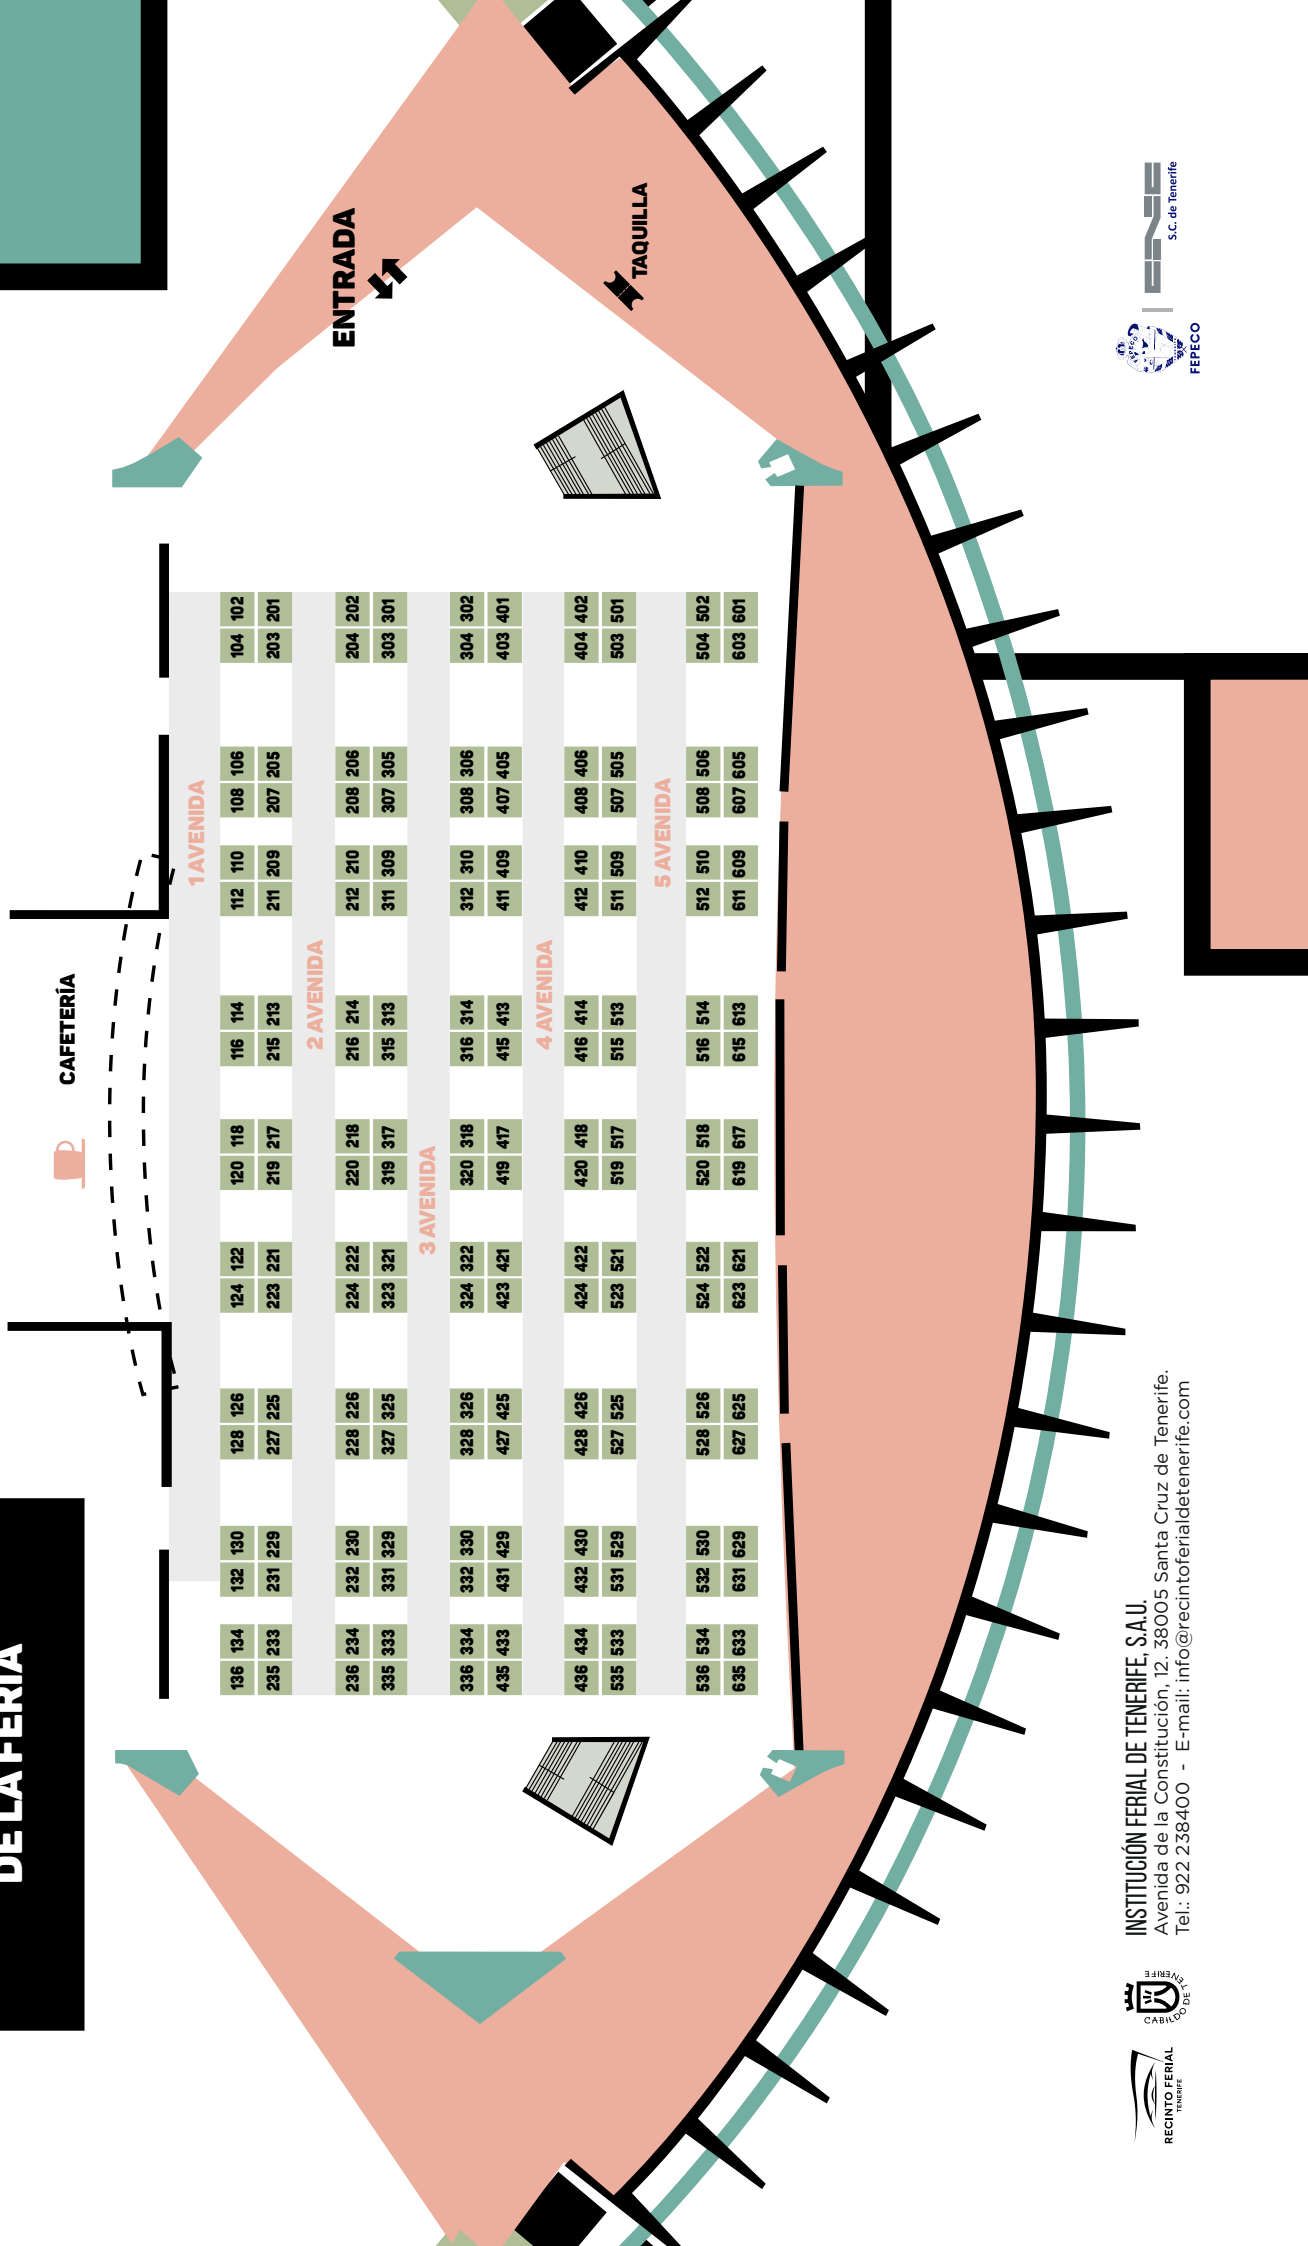 DE LA FERIA
CAFETERÍA
1 AVENIDA
136 134 132 130 128 126 124 122 120 118 116 114 112 110 108 106 104 102
235 233 231 229 227 225 223 221 219 217 215 213 211 209 207 205 203 201
2 AVENIDA
ENTRADA
236 234 232 230 228 226 224 222 220 218 216 214 212 210 208 206 204 202
335 333 331 329 327 325 323 321 319 317 315 313 311 309 307 305 303 301
3 AVENIDA
336 334 332 330 328 326 324 322 320 318 316 314 312 310 308 306 304 302
435 433 431 429 427 425 423 421 419 417 415 413 411 409 407 405 403 401
4 AVENIDA
436 434 432 430 428 426 424 422 420 418 416 414 412 410 408 406 404 402
535 533 531 529 527 525 523 521 519 517 515 513 511 509 507 505 503 501
TAQUILLA
5 AVENIDA
536 534 532 530 528 526 524 522 520 518 516 514 512 510 508 506 504 502
635 633 631 629 627 625 623 621 619 617 615 613 611 609 607 605 603 601
RECINTO FERIAL
TENERIFE
CABILDO DE TENERIFE
INSTITUCIÓN FERIAL DE TENERIFE, S.A.U.
Avenida de la Constitución, 12. 38005 Santa Cruz de Tenerife.
Tel.: 922 238400 - E-mail: info@recintoferialdetenerife.com
FEPECO
FEPECO
S.C. de Tenerife